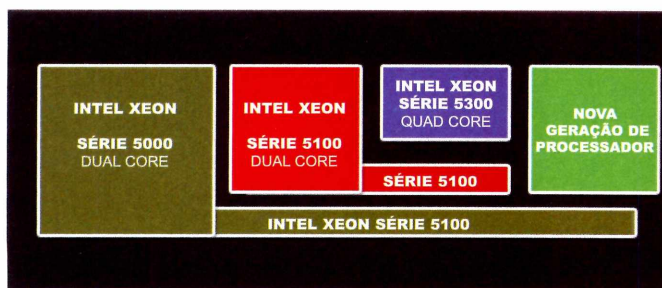 INTEL XEON
SÉRIE 5000
DUAL CORE
INTEL XEON
SÉRIE 5100
DUAL CORE
INTEL XEON
SÉRIE 5300
QUAD CORE
NOVA
GERAÇÃO DE
PROCESSADOR
SÉRIE 5100
INTEL XEON SÉRIE 5100